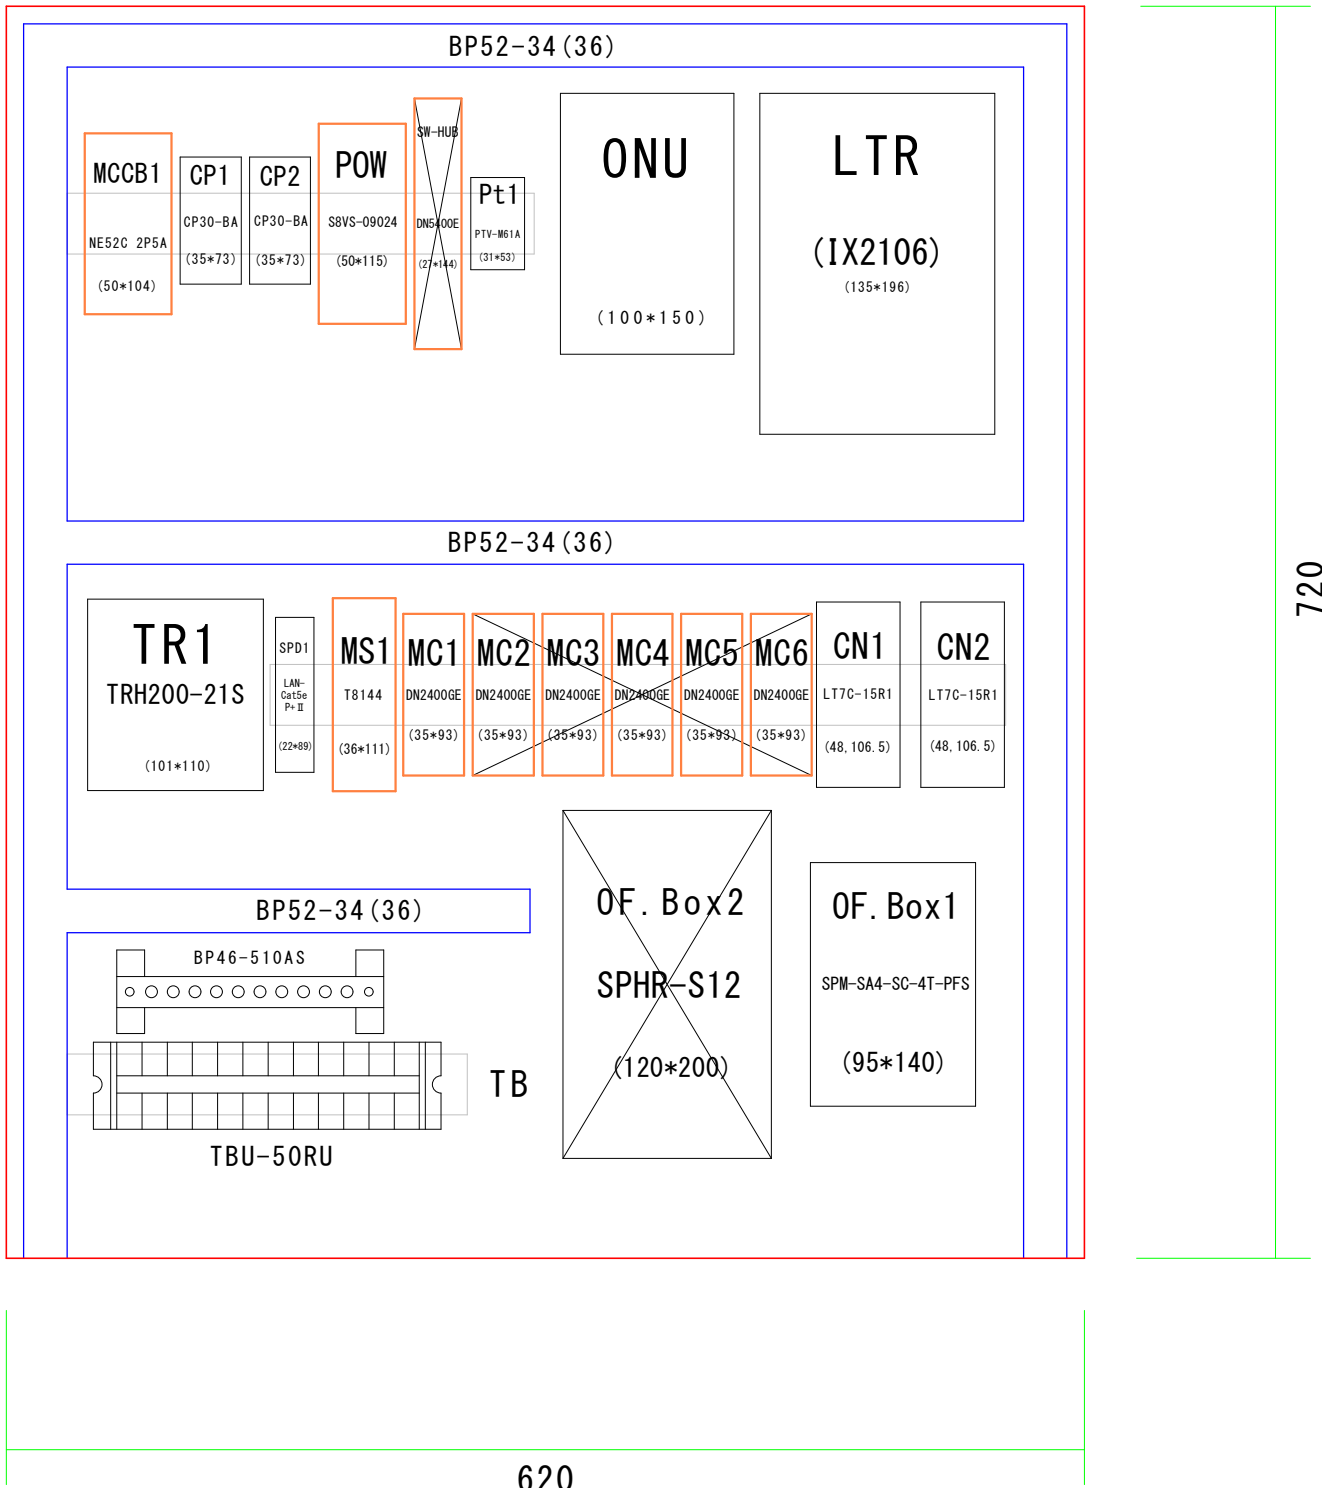 BP52-34(36)
MCCB1
NE52C 2P5A
(50*104)
CP1
CP30-BA
(35*73)
CP2
CP30-BA
(35*73)
POW
S8VS-09024
(50*115)
SW-HUB
DN5400E
(27*144)
Pt1
PTV-M61A
(31*53)
ONU
(100*150)
LTR
(IX2106)
(135*196)
BP52-34(36)
TR1
TRH200-21S
(101*110)
SPD1
LAN-
Cat5e
P+Ⅱ
(22*89)
MS1
T8144
(36*111)
MC1
DN2400GE
(35*93)
MC2
DN2400GE
(35*93)
MC3
DN2400GE
(35*93)
MC4
DN2400GE
(35*93)
MC5
DN2400GE
(35*93)
MC6
DN2400GE
(35*93)
CN1
LT7C-15R1
(48,106.5)
CN2
LT7C-15R1
(48,106.5)
BP52-34(36)
BP46-510AS
TB
TBU-50RU
OF.Box2
SPHR-S12
(120*200)
OF.Box1
SPM-SA4-SC-4T-PFS
(95*140)
720
620